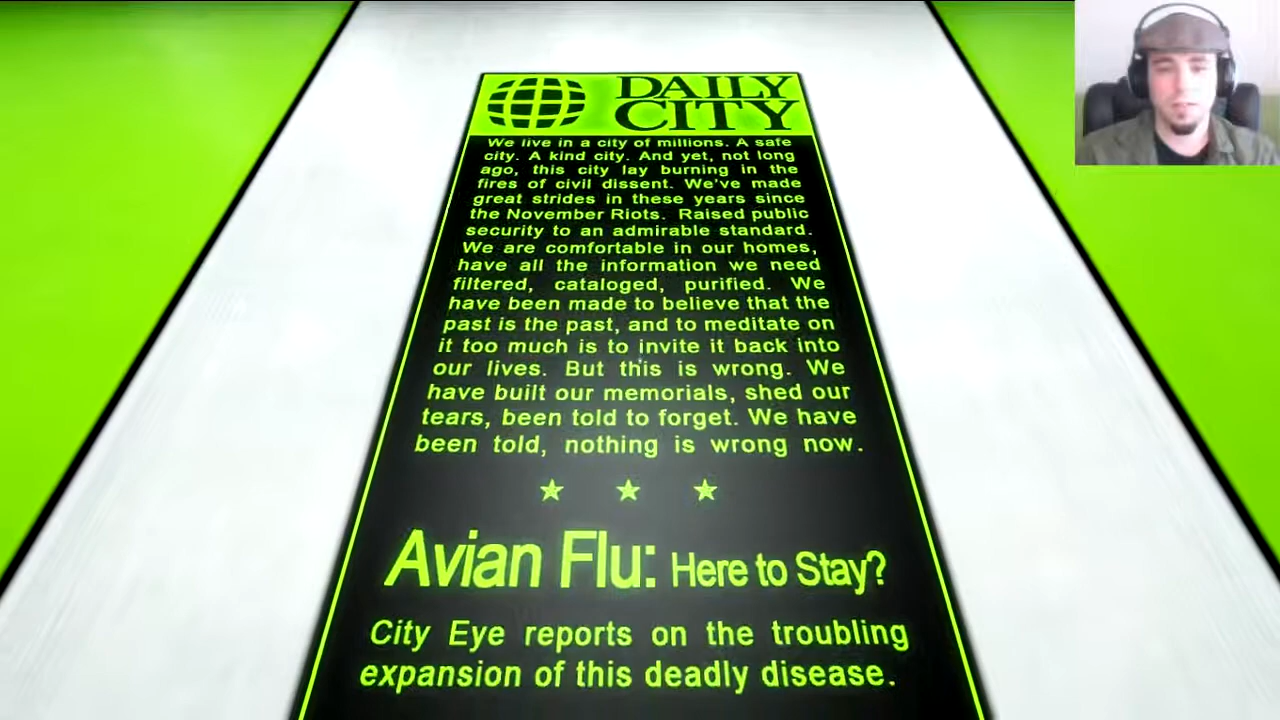 DAILY
CITY
We live in a city of millions. A safe
city. A kind city. And yet, not long
ago, this city lay burning in the
fires of civil dissent. We've made
great strides in these years since
the November Riots. Raised public
security to an admirable standard.
We are comfortable in our homes,
have all the information we need
filtered, cataloged, purified. We
have been made to believe that the
past is the past, and to meditate on
it too much is to invite it back into
our lives. But this is wrong. We
have built our memorials, shed our
tears, been told to forget. We have
been told, nothing is wrong now.
Avian Flu: Here to Stay?
City Eye reports on the troubling
expansion of this deadly disease.